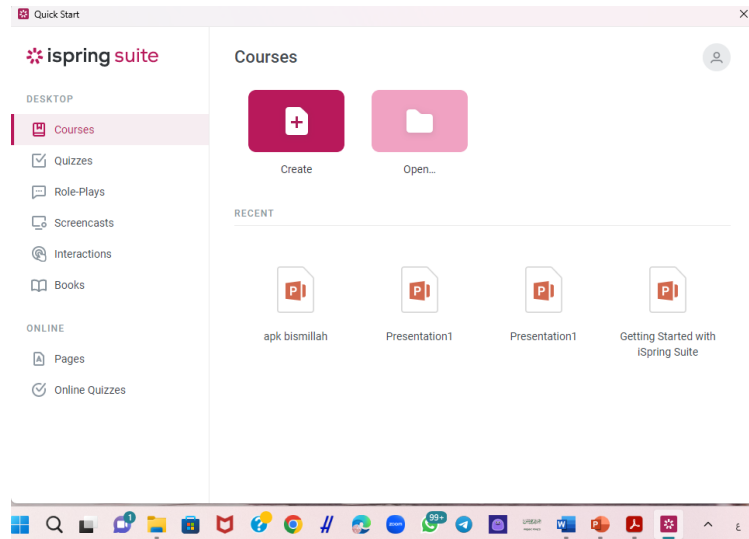 Quick Start
ispring suite
Courses
DESKTOP
Courses
Quizzes
Role-Plays
Screencasts
Interactions
Books
ONLINE
Pages
Online Quizzes
Create
Open...
RECENT
apk bismillah
Presentation1
Presentation1
Getting Started with
iSpring Suite
1
99+
zoom
ع